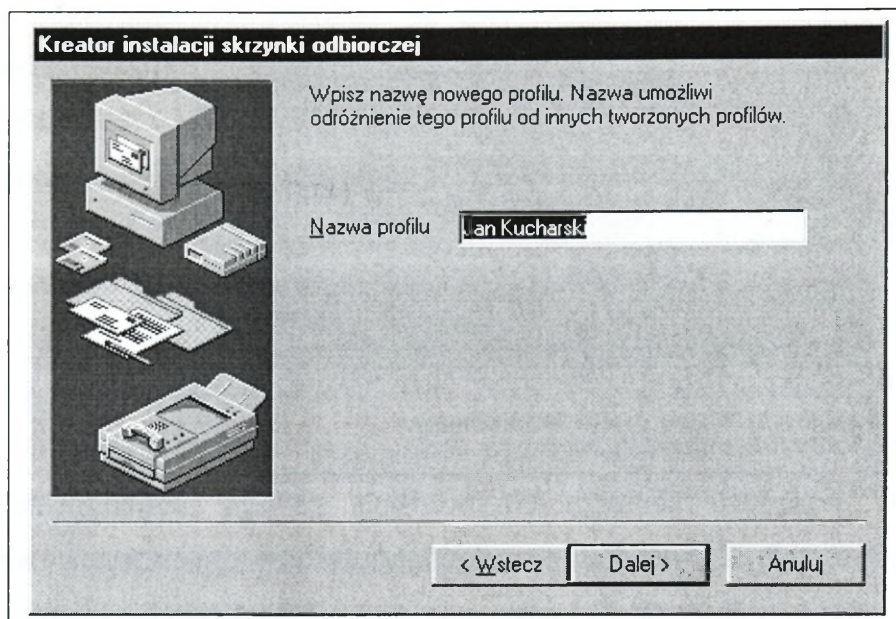 Kreator instalacji skrzynki odbiorczej
Wpisz nazwę nowego profilu. Nazwa umożliwi
odróżnienie tego profilu od innych tworzonych profilów.
Nazwa profilu Jan Kucharski
< Wstecz Dalej > Anuluj